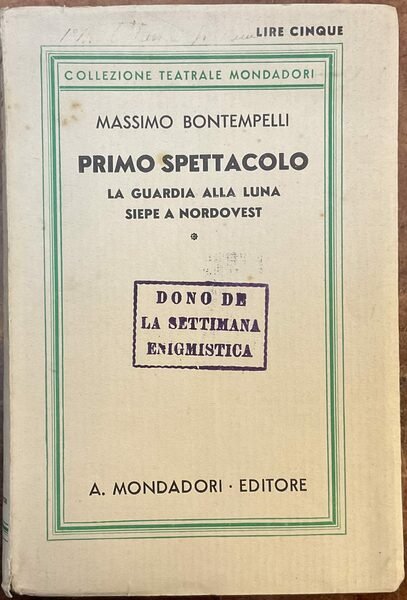 LIRE CINQUE
COLLEZIONE TEATRALE MONDADORI
MASSIMO BONTEMPELLI
PRIMO SPETTACOLO
LA GUARDIA ALLA LUNA
SIEPE A NORDOVEST
DONO DE
LA SETTIMANA
ENIGMISTICA
A. MONDADORI · EDITORE